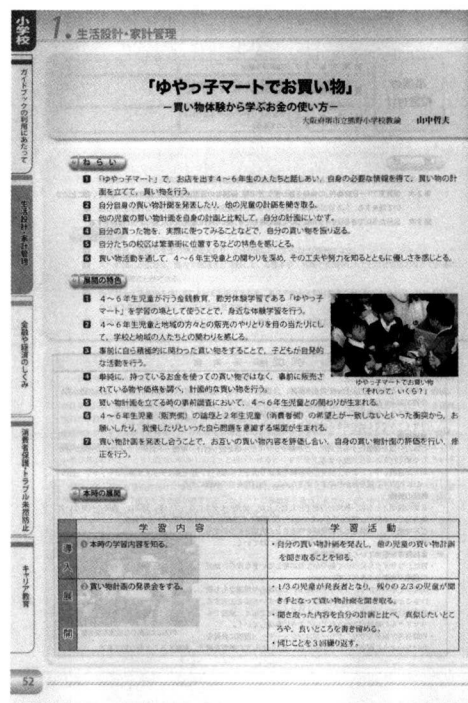 小学校
1. 生活設計・家計管理
ガイドブックの利用にあたって
生活設計・家計管理
金融や経済のしくみ
消費者保護・トラブル未然防止
キャリア教育
「ゆやっ子マートでお買い物」
－買い物体験から学ぶお金の使い方－
大阪府堺市立熊野小学校教諭 山中哲夫
ねらい
1 「ゆやっ子マート」で、お店を出す4～6年生の人たちと話しあい、自身の必要な情報を得て、買い物の計
画を立てて、買い物を行う。
2 自分自身の買い物計画を発表したり、他の児童の計画を聞き取る。
3 他の児童の買い物計画を自身の計画と比較して、自分の計画にいかす。
4 自分の買った物を、実際に使ってみることなどで、自分の買い物を振り返る。
5 自分たちの校区は繁華街に位置するなどの特色を感じとる。
6 買い物活動を通して、4～6年生児童との関わりを深め、その工夫や努力を知るとともに優しさを感じとる。
展開の特色
1 4～6年生児童が行う金銭教育、勤労体験学習である「ゆやっ子
マート」を学習の場として使うことで、身近な体験学習を行う。
2 4～6年生児童と地域の方々との販売のやりとりを目の当たりにし
て、学校と地域の人たちとの関わりを感じる。
3 事前に自ら積極的に関わった買い物をすることで、子どもが自発的
な活動を行う。
4 単純に、持っているお金を使っての買い物ではなく、事前に販売さ
れている物や価格を調べ、計画的な買い物を行う。
ゆやっ子マートでお買い物
「それって、いくら？」
5 買い物計画を立てる時の事前調査において、4～6年生児童との関わりが生まれる。
6 4～6年生児童（販売側）の論理と2年生児童（消費者側）の希望とが一致しないといった衝突から、お
願いしたり、我慢したりといった自ら問題を意識する場面が生まれる。
7 買い物計画を発表し合うことで、お互いの買い物内容を評価し合い、自身の買い物計画の評価を行い、修
正を行う。
本時の展開
学習内容 学習活動
導入
❶本時の学習内容を知る。
・自分の買い物計画を発表し、他の児童の買い物計画
を聞き取ることを知る。
展開
❷買い物計画の発表会をする。
・1/3の児童が発表者となり、残りの2/3の児童が聞
き手となって買い物計画を聞き取る。
・聞き取った内容を自分の計画と比べ、真似したいとこ
ろや、良いところを書き留める。
・同じことを3回繰り返す。
52